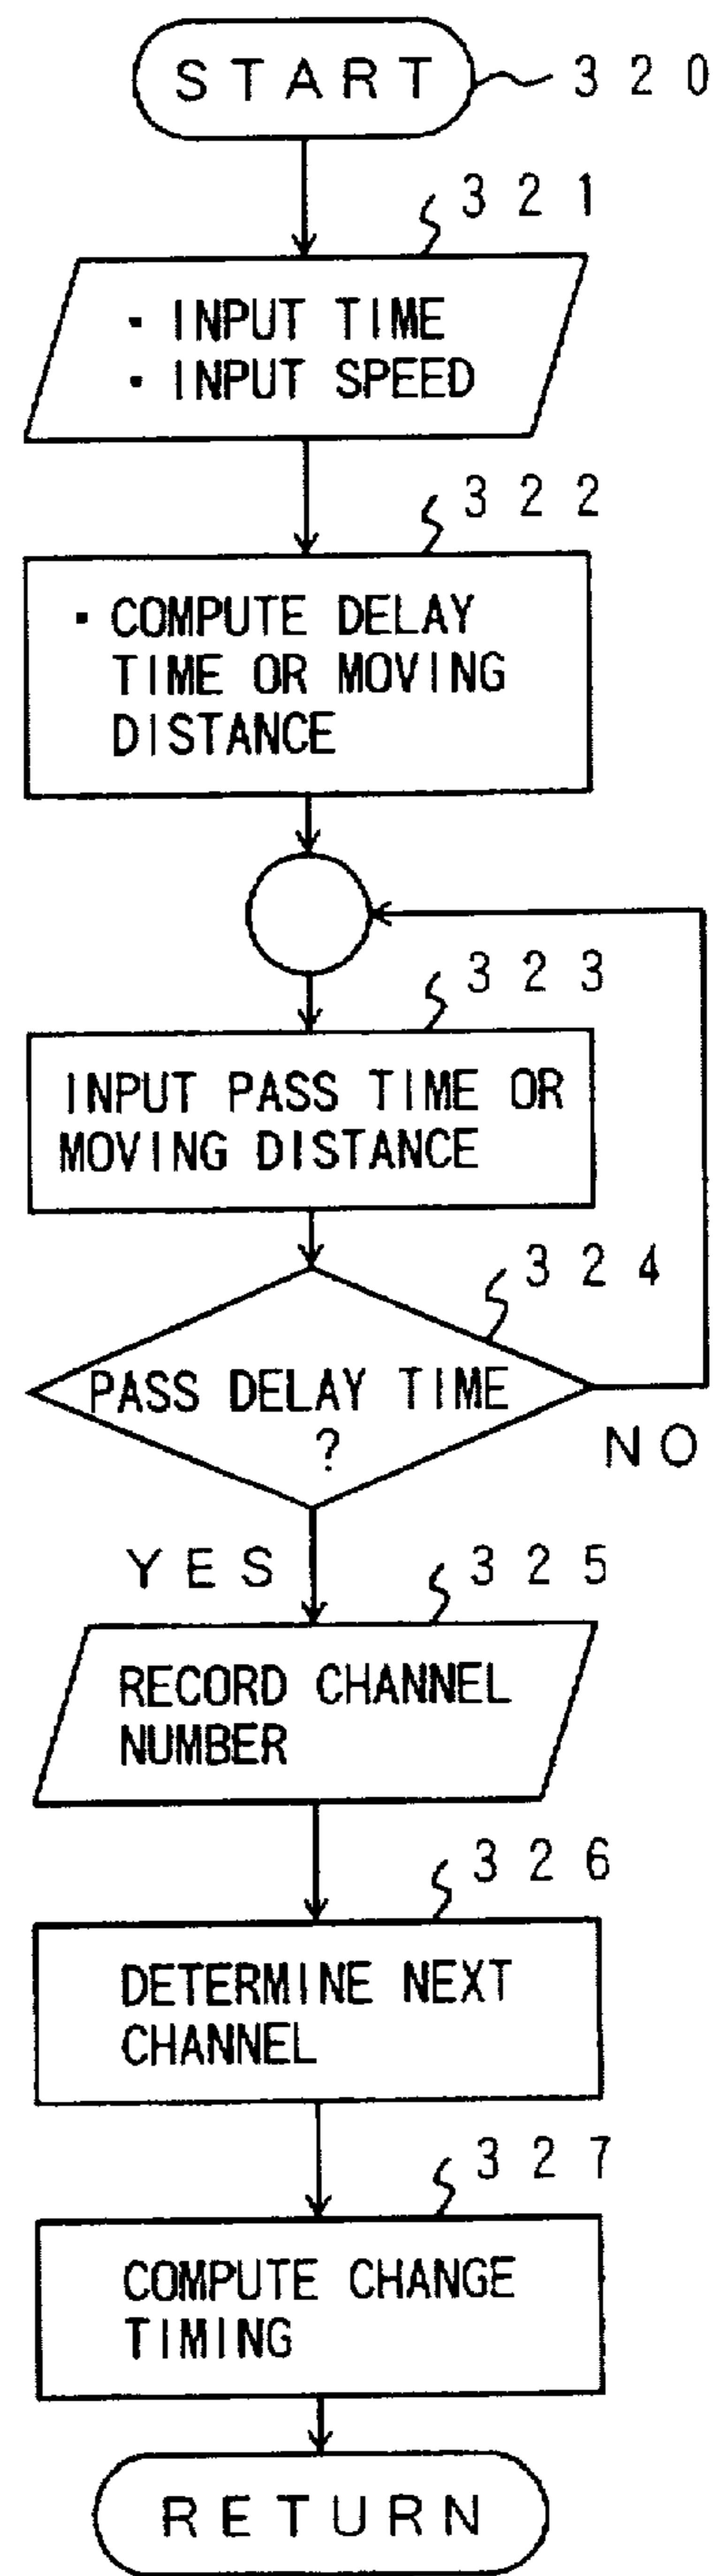 START 320
321
▪ INPUT TIME
▪ INPUT SPEED
322
▪ COMPUTE DELAY
TIME OR MOVING
DISTANCE
323
INPUT PASS TIME OR
MOVING DISTANCE
324
PASS DELAY TIME
?
NO
YES
325
RECORD CHANNEL
NUMBER
326
DETERMINE NEXT
CHANNEL
327
COMPUTE CHANGE
TIMING
RETURN